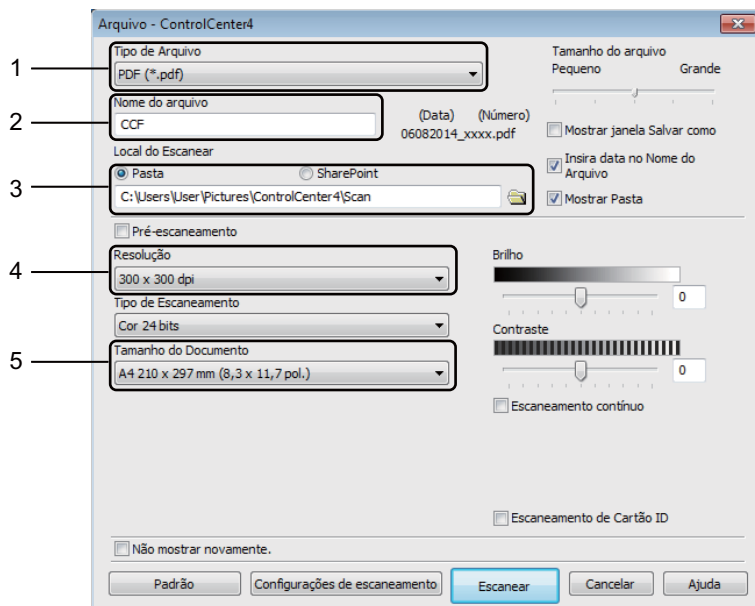 Arquivo - ControlCenter4
1
Tipo de Arquivo
PDF (*.pdf)
Tamanho do arquivo
Pequeno Grande
2
Nome do arquivo
CCF
(Data) (Número)
06082014_xxxx.pdf
Mostrar janela Salvar como
Insira data no Nome do
Arquivo
Mostrar Pasta
Local do Escanear
3
Pasta SharePoint
C:\Users\User\Pictures\ControlCenter4\Scan
Pré-escaneamento
4
Resolução
300 x 300 dpi
Brilho
0
Tipo de Escaneamento
Cor 24 bits
Contraste
0
5
Tamanho do Documento
A4 210 x 297 mm (8,3 x 11,7 pol.)
Escaneamento contínuo
Escaneamento de Cartão ID
Não mostrar novamente.
Padrão Configurações de escaneamento Escanear Cancelar Ajuda